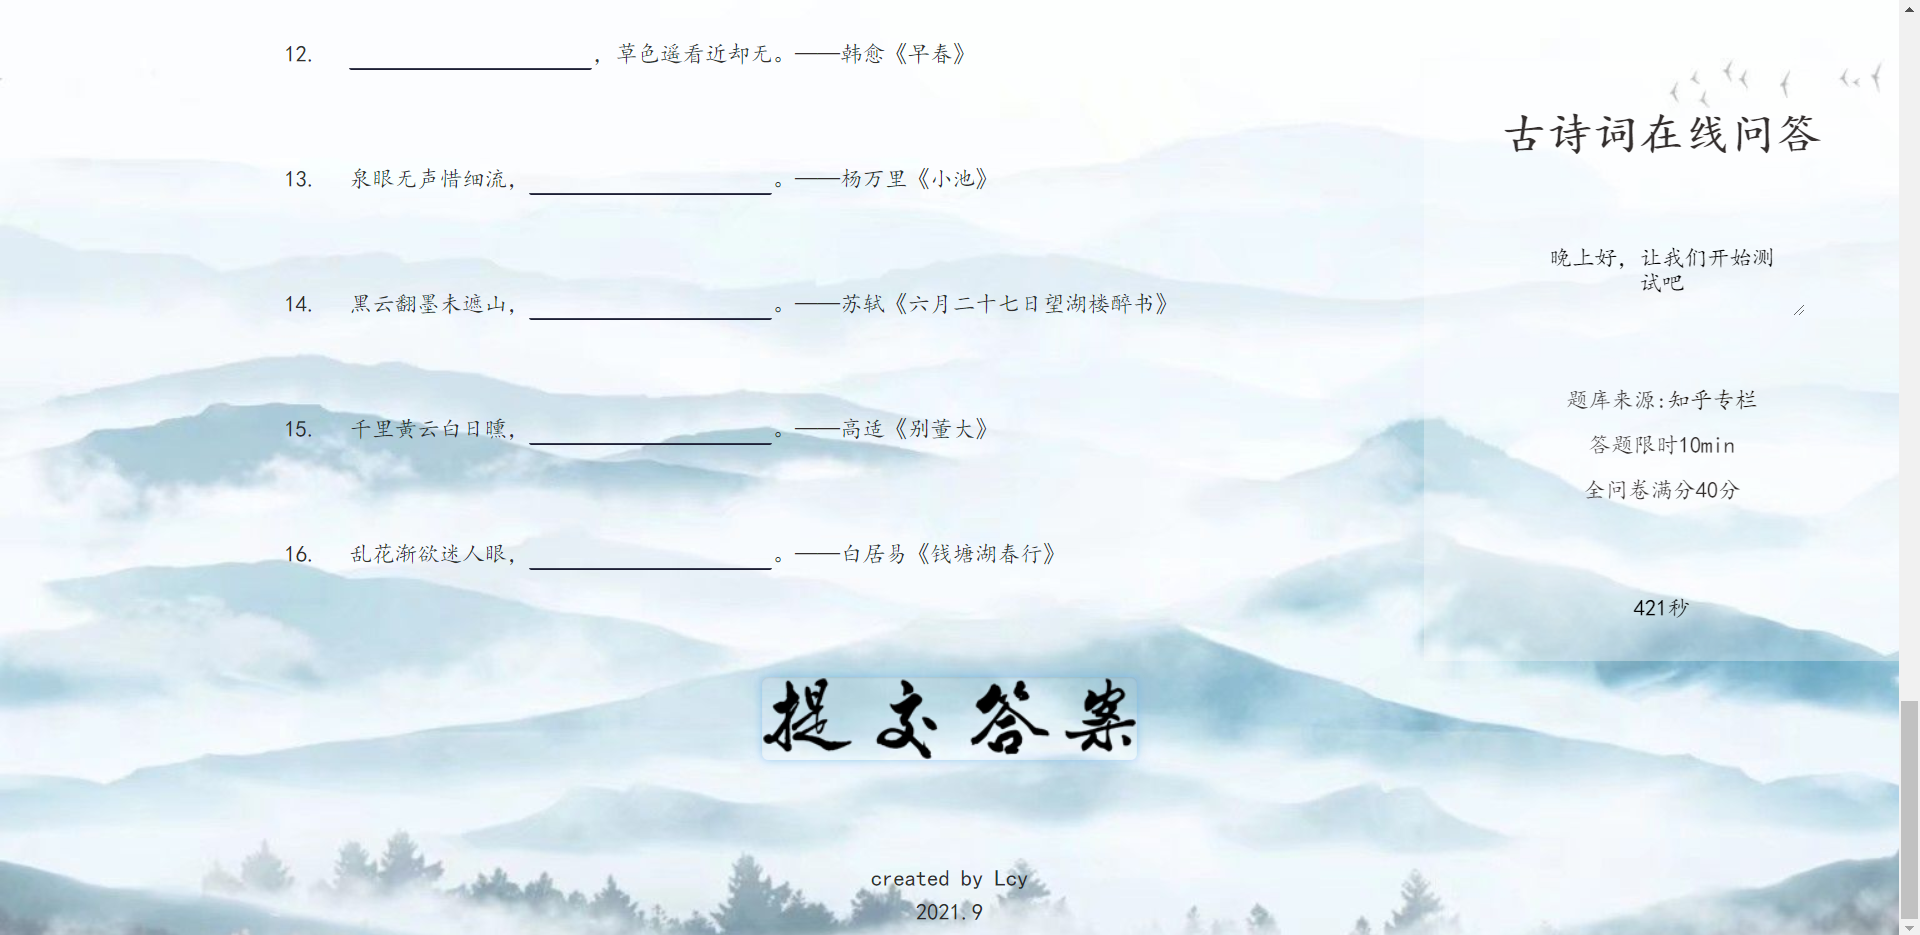 12. ，草色遥看近却无。——韩愈《早春》
13. 泉眼无声惜细流， 。——杨万里《小池》
14. 黑云翻墨未遮山， 。——苏轼《六月二十七日望湖楼醉书》
15. 千里黄云白日曛， 。——高适《别董大》
16. 乱花渐欲迷人眼， 。——白居易《钱塘湖春行》
提交答案
created by Lcy
2021.9
古诗词在线问答
晚上好，让我们开始测
试吧
题库来源:知乎专栏
答题限时10min
全问卷满分40分
421秒